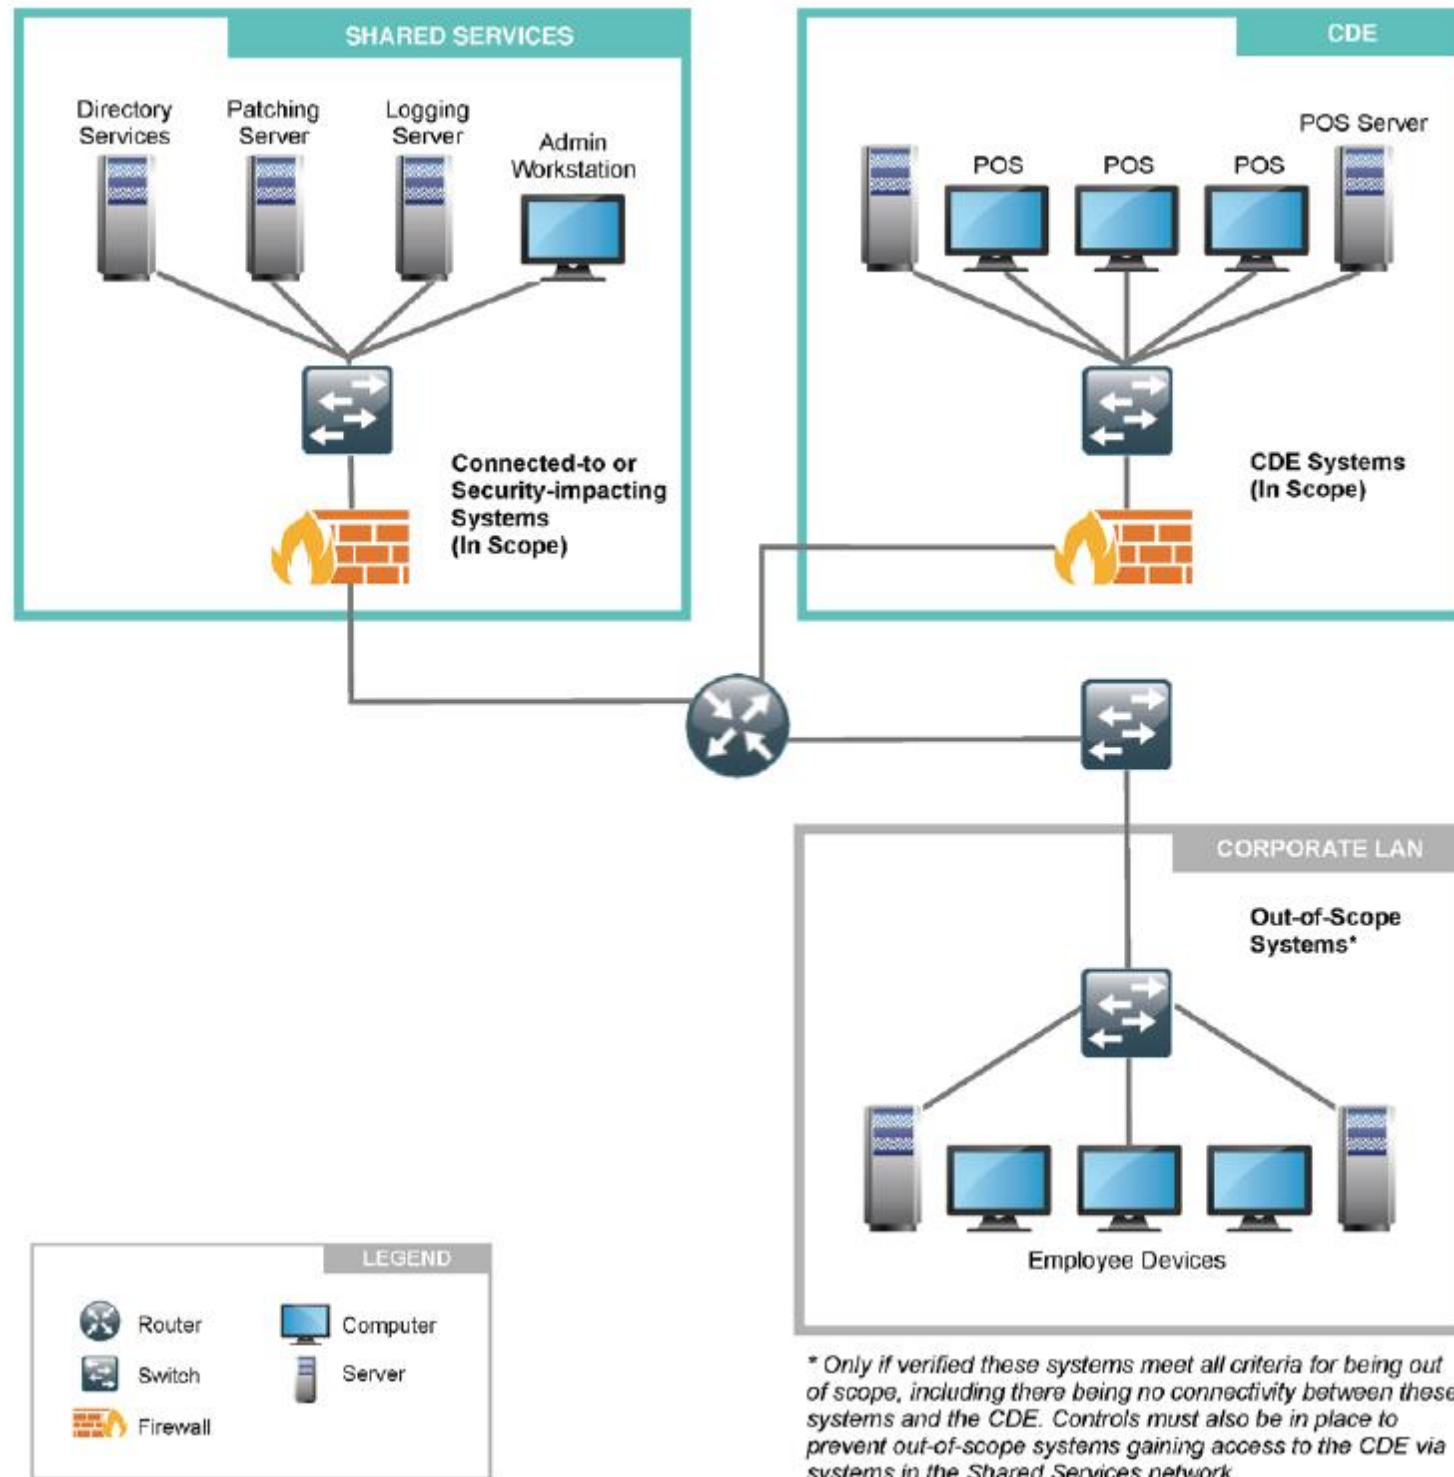 SHARED SERVICES
Directory
Services
Patching
Server
Logging
Server
Admin
Workstation
Connected-to or
Security-impacting
Systems
(In Scope)
CDE
POS
POS
POS
POS Server
CDE Systems
(In Scope)
CORPORATE LAN
Out-of-Scope
Systems*
Employee Devices
LEGEND
Router
Computer
Switch
Server
Firewall
* Only if verified these systems meet all criteria for being out
of scope, including there being no connectivity between these
systems and the CDE. Controls must also be in place to
prevent out-of-scope systems gaining access to the CDE via
systems in the Shared Services network